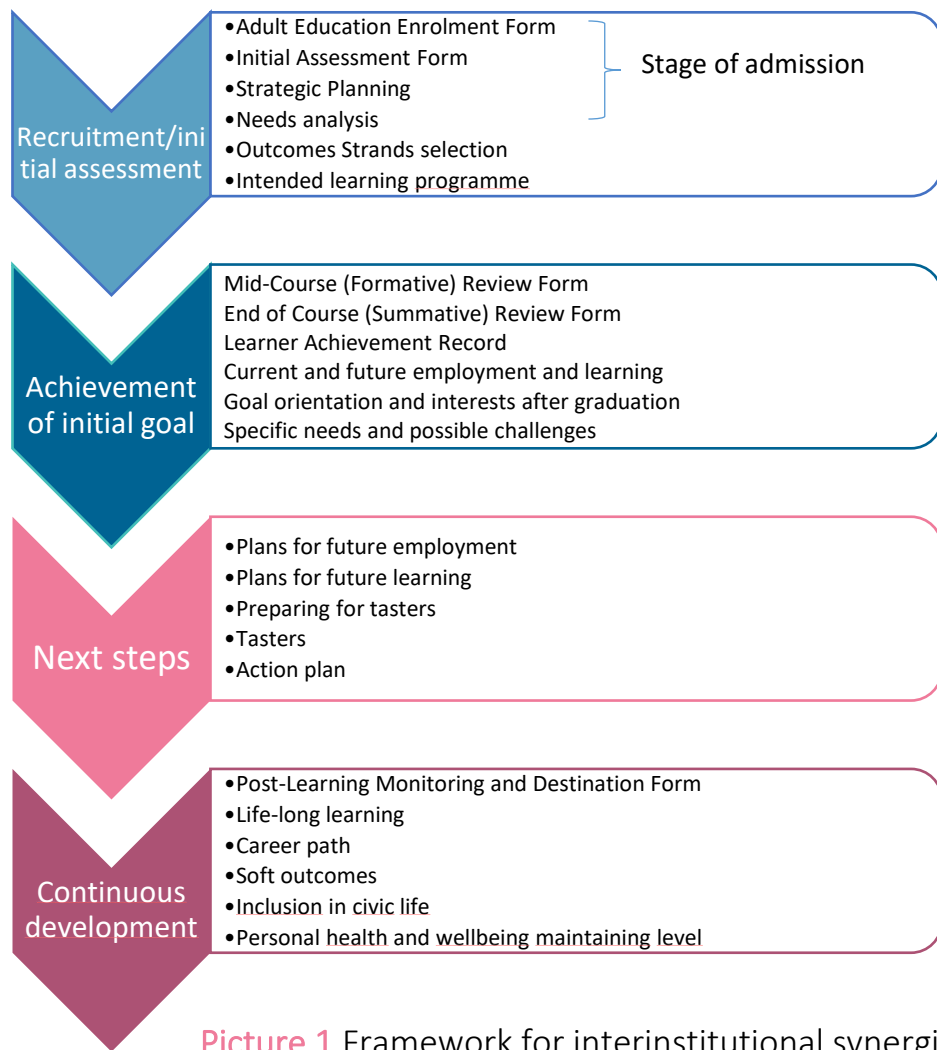 Recruitment/ini
tial assessment
•Adult Education Enrolment Form
•Initial Assessment Form
•Strategic Planning
•Needs analysis
•Outcomes Strands selection
•Intended learning programme
Stage of admission
Achievement
of initial goal
Mid-Course (Formative) Review Form
End of Course (Summative) Review Form
Learner Achievement Record
Current and future employment and learning
Goal orientation and interests after graduation
Specific needs and possible challenges
Next steps
•Plans for future employment
•Plans for future learning
•Preparing for tasters
•Tasters
•Action plan
Continuous
development
•Post-Learning Monitoring and Destination Form
•Life-long learning
•Career path
•Soft outcomes
•Inclusion in civic life
•Personal health and wellbeing maintaining level
Picture 1 Framework for interinstitutional synergi